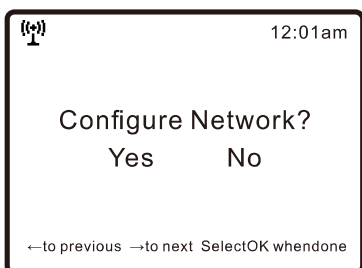 12:01am
Configure Network?
Yes No
←to previous →to next SelectOK whendone